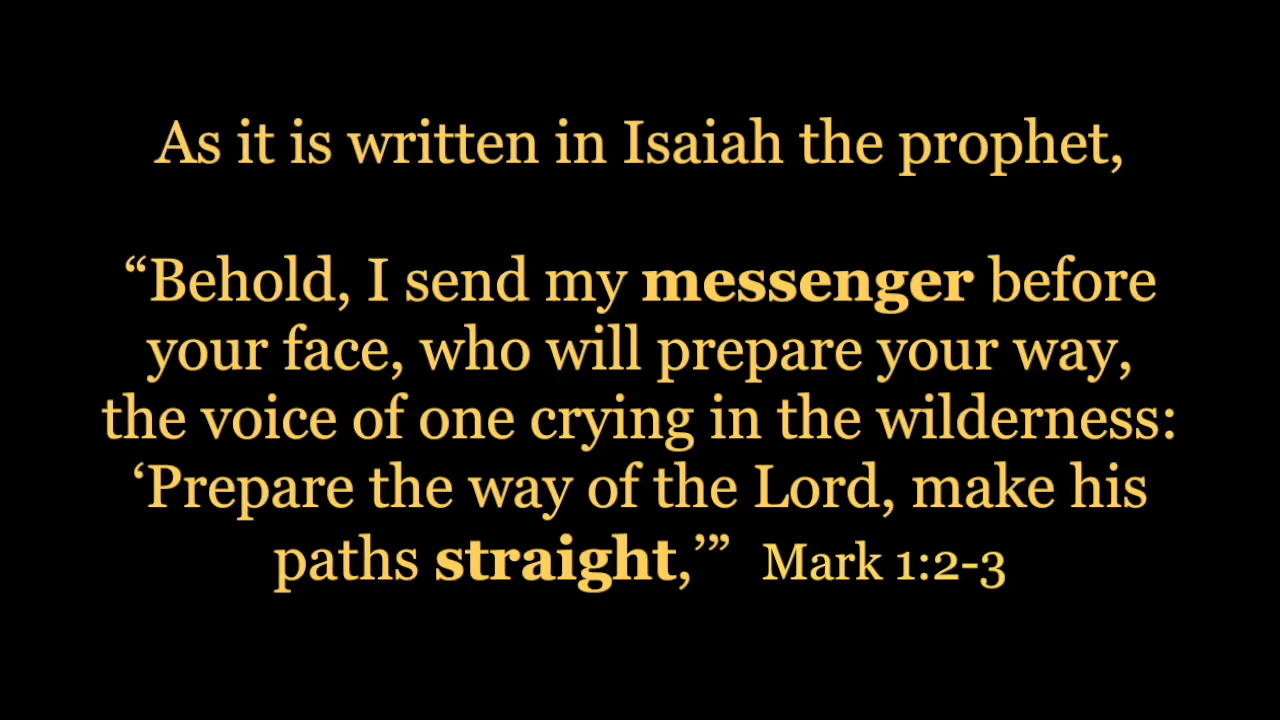 As it is written in Isaiah the prophet,
“Behold, I send my messenger before
your face, who will prepare your way,
the voice of one crying in the wilderness:
‘Prepare the way of the Lord, make his
paths straight,’” Mark 1:2-3